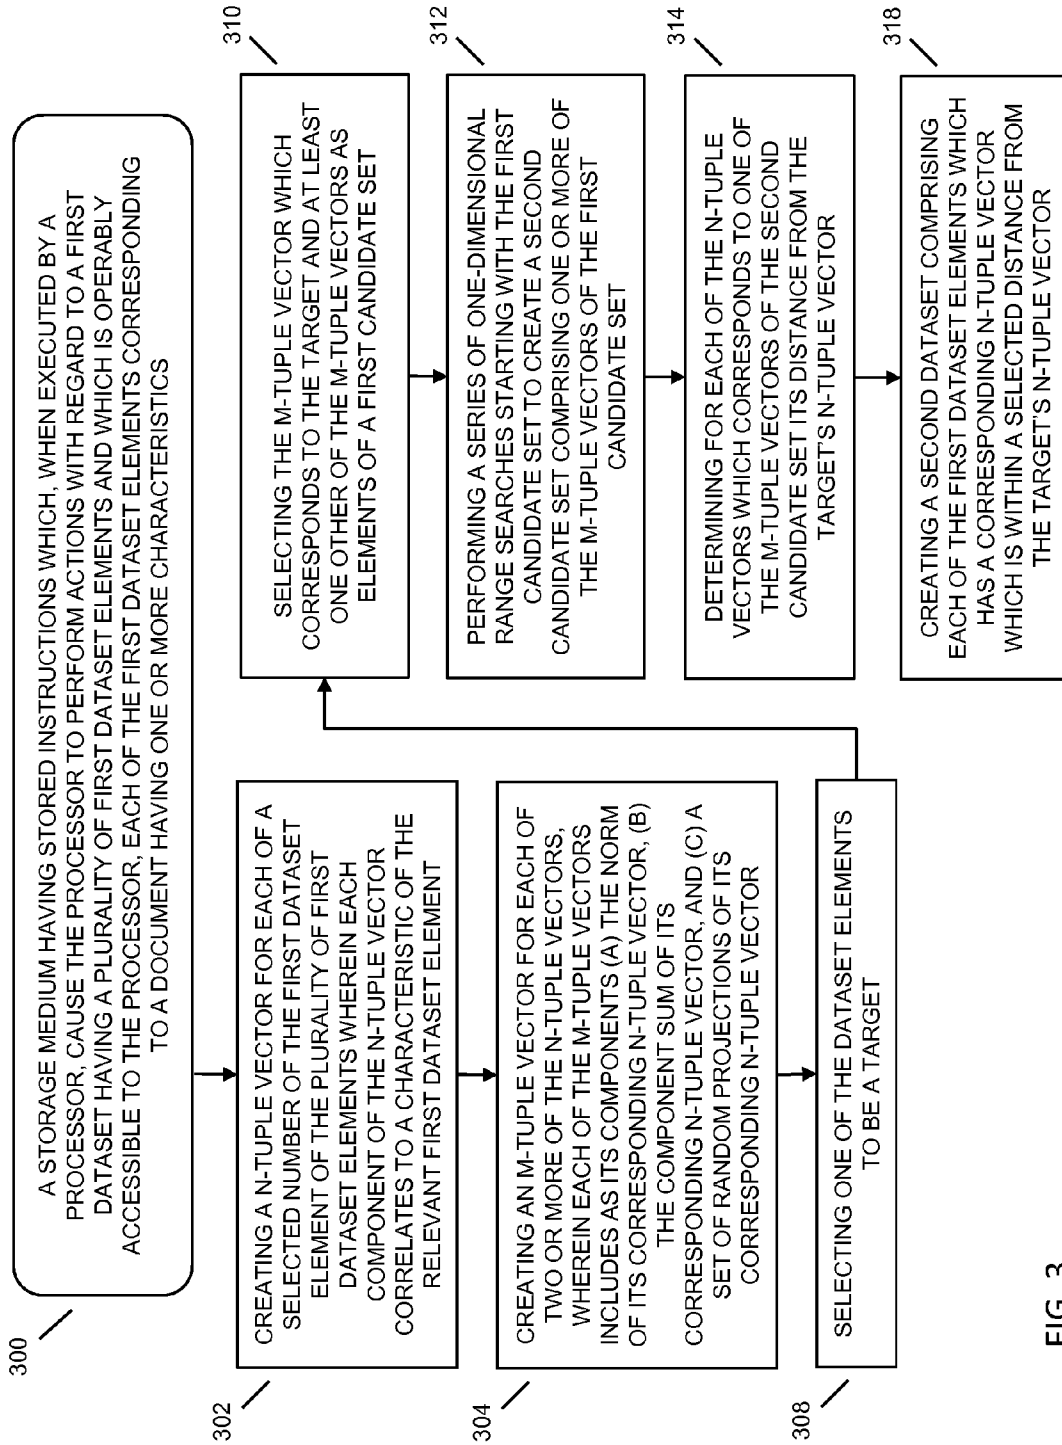 300
A STORAGE MEDIUM HAVING STORED INSTRUCTIONS WHICH, WHEN EXECUTED BY A
PROCESSOR, CAUSE THE PROCESSOR TO PERFORM ACTIONS WITH REGARD TO A FIRST
DATASET HAVING A PLURALITY OF FIRST DATASET ELEMENTS AND WHICH IS OPERABLY
ACCESSIBLE TO THE PROCESSOR, EACH OF THE FIRST DATASET ELEMENTS CORRESPONDING
TO A DOCUMENT HAVING ONE OR MORE CHARACTERISTICS
302
CREATING A N-TUPLE VECTOR FOR EACH OF A
SELECTED NUMBER OF THE FIRST DATASET
ELEMENT OF THE PLURALITY OF FIRST
DATASET ELEMENTS WHEREIN EACH
COMPONENT OF THE N-TUPLE VECTOR
CORRELATES TO A CHARACTERISTIC OF THE
RELEVANT FIRST DATASET ELEMENT
304
CREATING AN M-TUPLE VECTOR FOR EACH OF
TWO OR MORE OF THE N-TUPLE VECTORS,
WHEREIN EACH OF THE M-TUPLE VECTORS
INCLUDES AS ITS COMPONENTS (A) THE NORM
OF ITS CORRESPONDING N-TUPLE VECTOR, (B)
THE COMPONENT SUM OF ITS
CORRESPONDING N-TUPLE VECTOR, AND (C) A
SET OF RANDOM PROJECTIONS OF ITS
CORRESPONDING N-TUPLE VECTOR
308
SELECTING ONE OF THE DATASET ELEMENTS
TO BE A TARGET
310
SELECTING THE M-TUPLE VECTOR WHICH
CORRESPONDS TO THE TARGET AND AT LEAST
ONE OTHER OF THE M-TUPLE VECTORS AS
ELEMENTS OF A FIRST CANDIDATE SET
312
PERFORMING A SERIES OF ONE-DIMENSIONAL
RANGE SEARCHES STARTING WITH THE FIRST
CANDIDATE SET TO CREATE A SECOND
CANDIDATE SET COMPRISING ONE OR MORE OF
THE M-TUPLE VECTORS OF THE FIRST
CANDIDATE SET
314
DETERMINING FOR EACH OF THE N-TUPLE
VECTORS WHICH CORRESPONDS TO ONE OF
THE M-TUPLE VECTORS OF THE SECOND
CANDIDATE SET ITS DISTANCE FROM THE
TARGET'S N-TUPLE VECTOR
318
CREATING A SECOND DATASET COMPRISING
EACH OF THE FIRST DATASET ELEMENTS WHICH
HAS A CORRESPONDING N-TUPLE VECTOR
WHICH IS WITHIN A SELECTED DISTANCE FROM
THE TARGET'S N-TUPLE VECTOR
FIG. 3